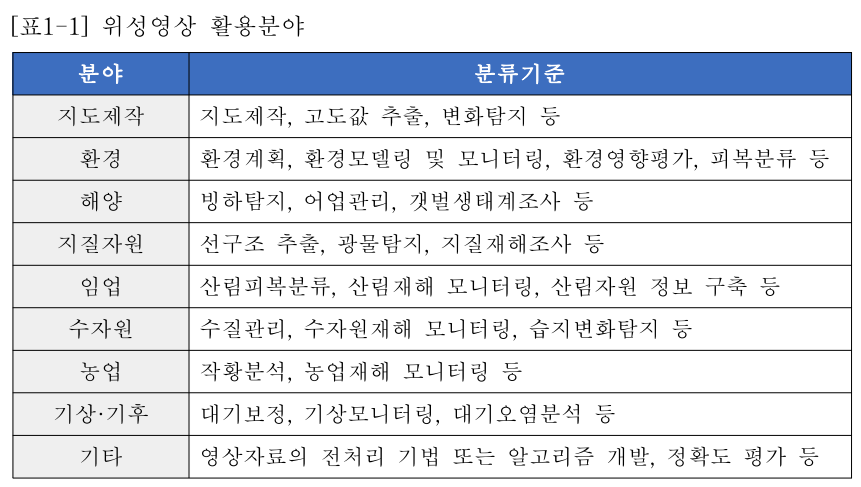 [표1-1] 위성영상 활용분야
분야 분류기준
지도제작 지도제작, 고도값 추출, 변화탐지 등
환경 환경계획, 환경모델링 및 모니터링, 환경영향평가, 피복분류 등
해양 빙하탐지, 어업관리, 갯벌생태계조사 등
지질자원 선구조 추출, 광물탐지, 지질재해조사 등
임업 산림피복분류, 산림재해 모니터링, 산림자원 정보 구축 등
수자원 수질관리, 수자원재해 모니터링, 습지변화탐지 등
농업 작황분석, 농업재해 모니터링 등
기상·기후 대기보정, 기상모니터링, 대기오염분석 등
기타 영상자료의 전처리 기법 또는 알고리즘 개발, 정확도 평가 등